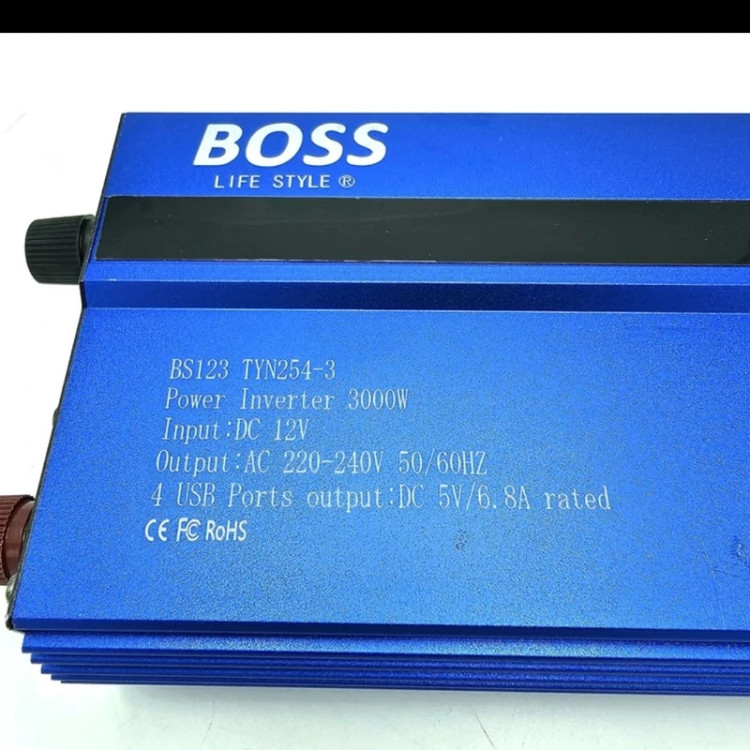 BOSS
LIFE STYLE ®
BS123 TYN254-3
Power Inverter 3000W
Input:DC 12V
Output:AC 220-240V 50/60HZ
4 USB Ports output:DC 5V/6.8A rated
CE FC RoHS